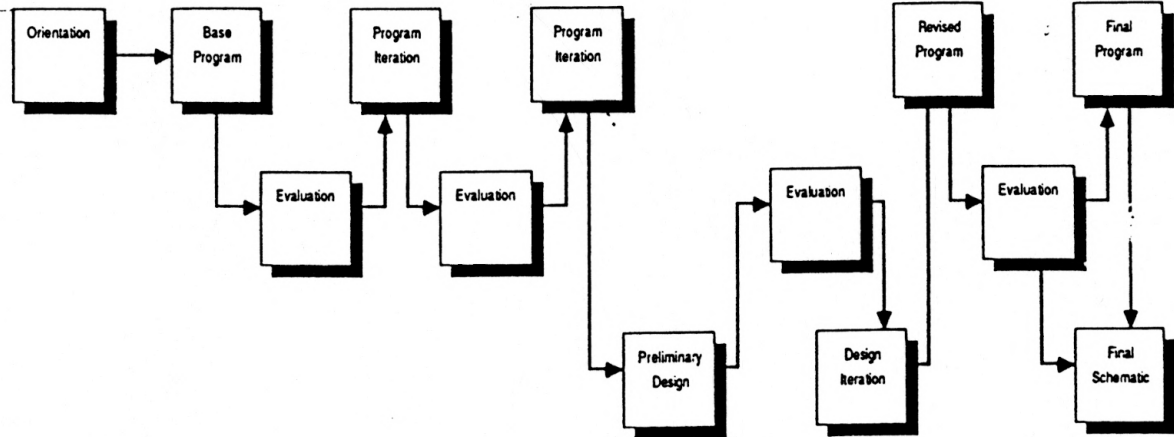 Orientation
Base
Program
Program
Iteration
Program
Iteration
Revised
Program
Final
Program
Evaluation
Evaluation
Evaluation
Evaluation
Preliminary
Design
Design
Iteration
Final
Schematic